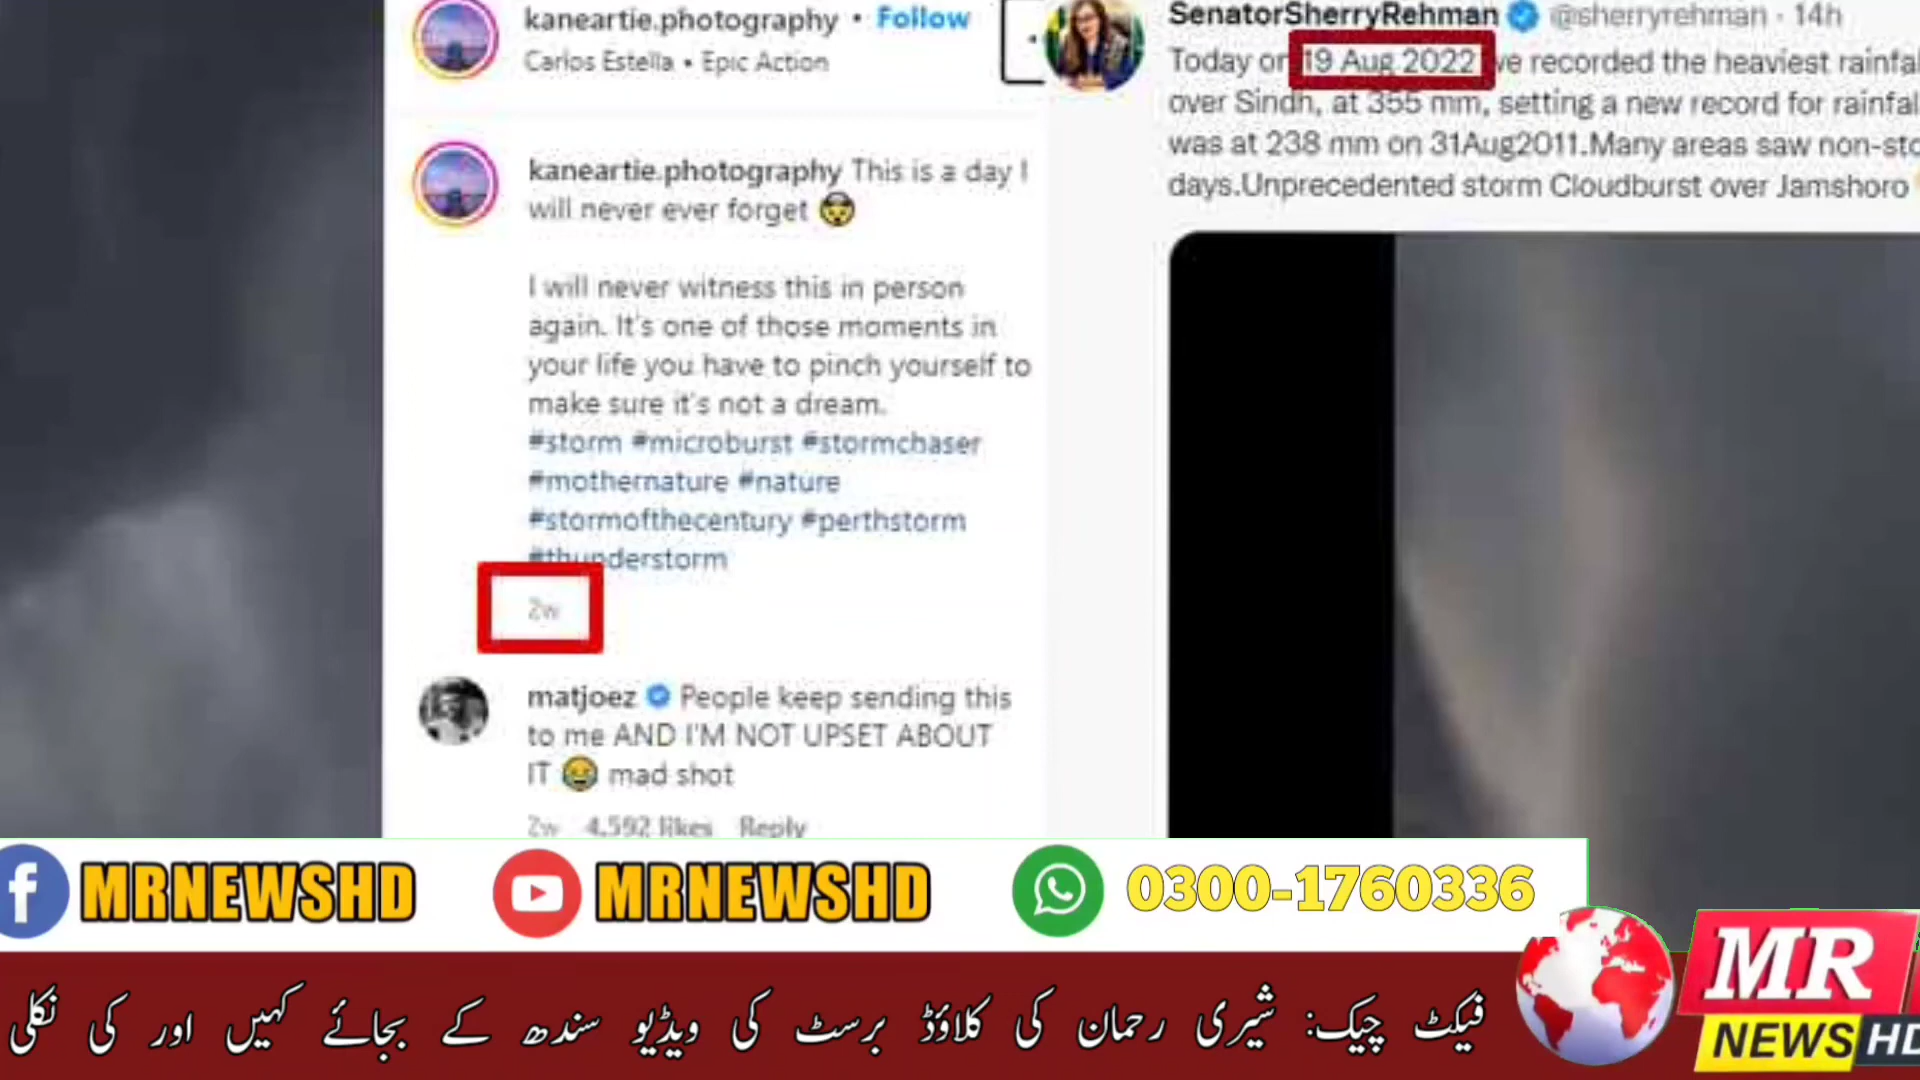 kaneartie.photography • Follow
Carlos Estella • Epic Action
kaneartie.photography This is a day I
will never ever forget 🤯
I will never witness this in person
again. It's one of those moments in
your life you have to pinch yourself to
make sure it's not a dream.
#storm #microburst #stormchaser
#mothernature #nature
#stormofthecentury #perthstorm
#thunderstorm
2w
matjoez People keep sending this
to me AND I'M NOT UPSET ABOUT
IT 😂 mad shot
2w 4,592 likes Reply
SenatorSherryRehman @sherryrehman · 14h
Today on 19 Aug 2022 we recorded the heaviest rainfal
over Sindh, at 355 mm, setting a new record for rainfal
was at 238 mm on 31Aug2011.Many areas saw non-sto
days.Unprecedented storm Cloudburst over Jamshoro
MRNEWSHD MRNEWSHD 0300-1760336
فیکٹ چیک: شیری رحمان کی کلاؤڈ برسٹ کی ویڈیو سندھ کے بجائے کہیں اور کی نکلی
MR
NEWS HD